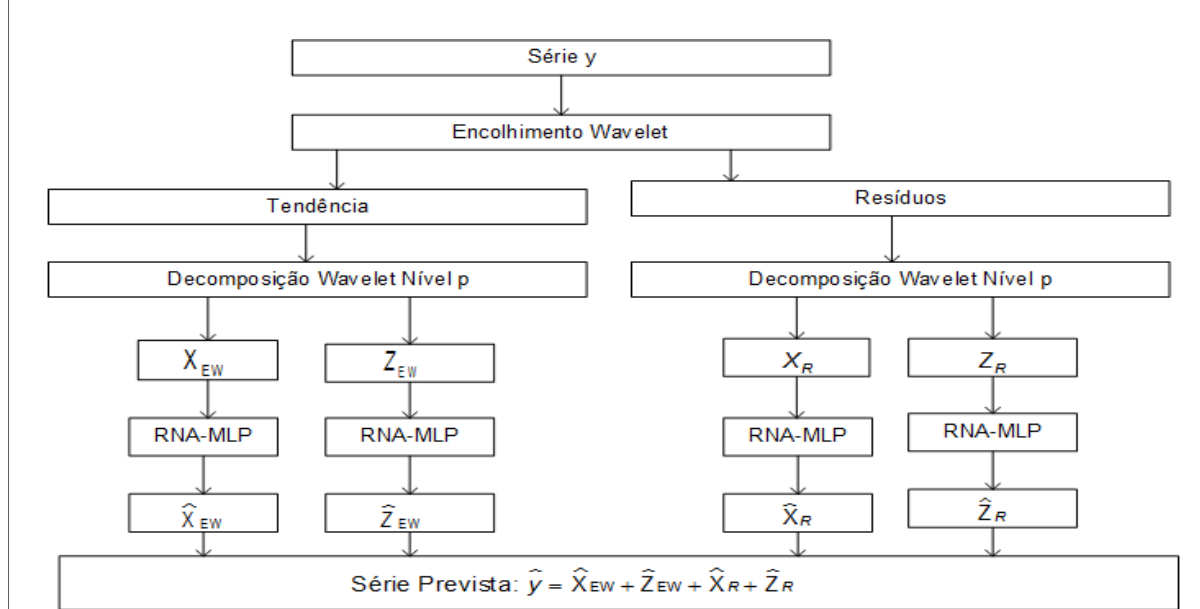 Série y
Encolhimento Wavelet
Tendência
Resíduos
Decomposição Wavelet Nível p
Decomposição Wavelet Nível p
X_EW
Z_EW
X_R
Z_R
RNA-MLP
RNA-MLP
RNA-MLP
RNA-MLP
X̂_EW
Ẑ_EW
X̂_R
Ẑ_R
Série Prevista: ŷ = X̂_EW + Ẑ_EW + X̂_R + Ẑ_R